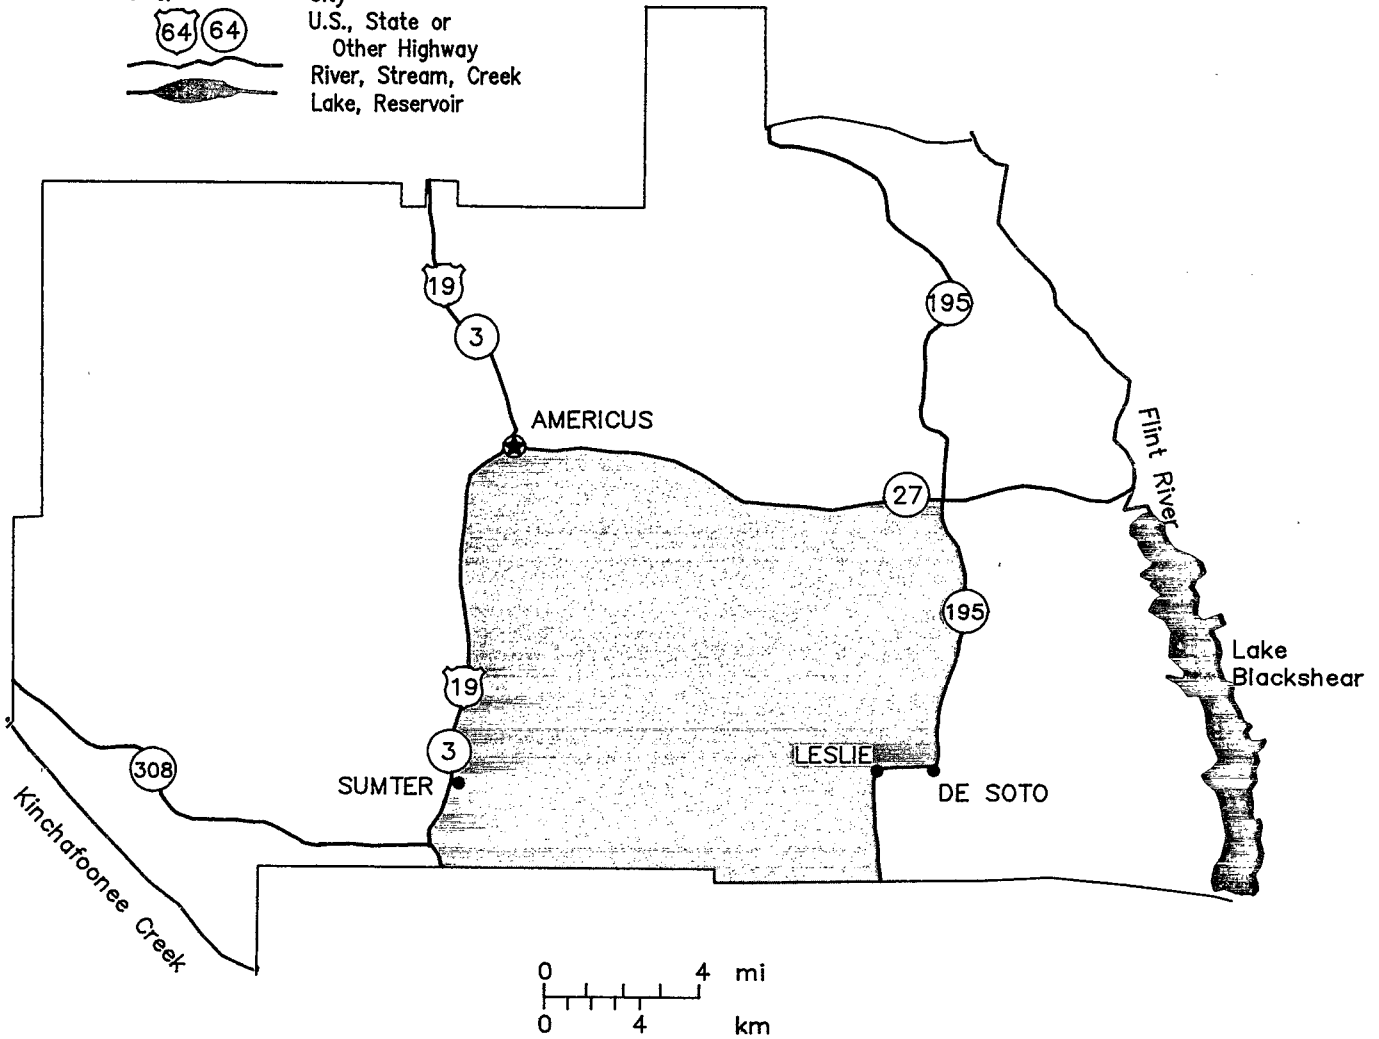 64 64
U.S., State or
Other Highway
River, Stream, Creek
Lake, Reservoir
19
195
3
AMERICUS
Flint River
27
195
Lake
Blackshear
19
3
LESLIE
308
SUMTER
DE SOTO
Kinchafoonee Creek
0 4 mi
0 4 km